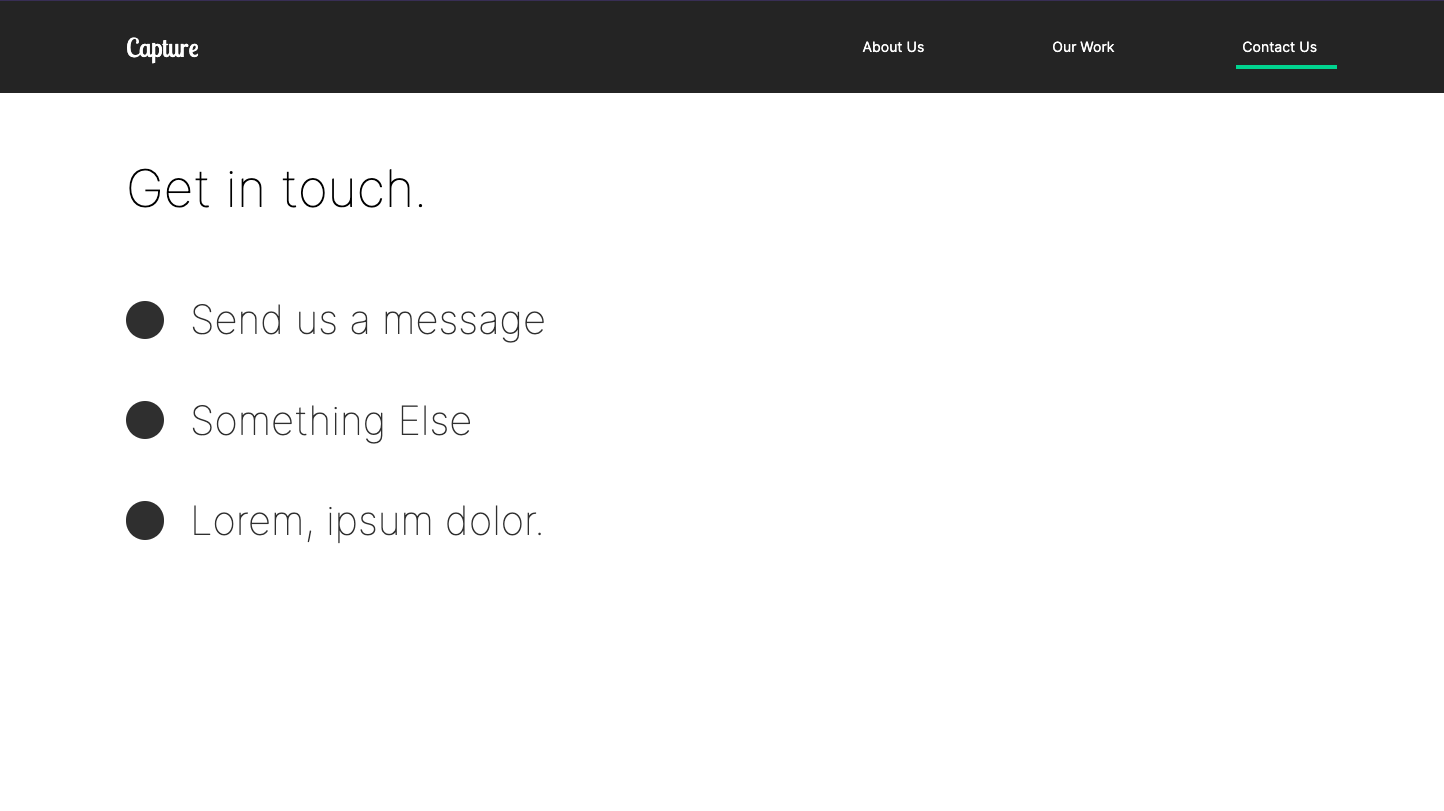 Capture
About Us
Our Work
Contact Us
Get in touch.
Send us a message
Something Else
Lorem, ipsum dolor.